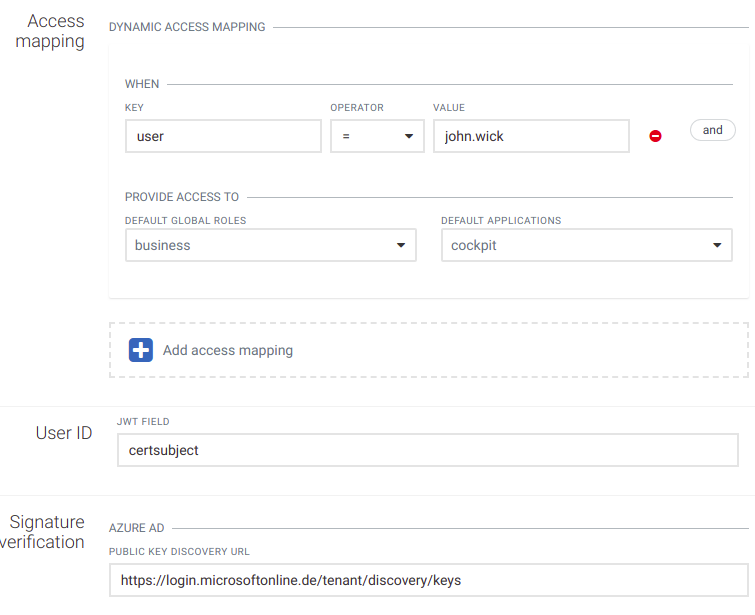 Access mapping
DYNAMIC ACCESS MAPPING
WHEN
KEY OPERATOR VALUE
user = john.wick and
PROVIDE ACCESS TO
DEFAULT GLOBAL ROLES DEFAULT APPLICATIONS
business cockpit
Add access mapping
User ID
JWT FIELD
certsubject
Signature verification
AZURE AD
PUBLIC KEY DISCOVERY URL
https://login.microsoftonline.de/tenant/discovery/keys